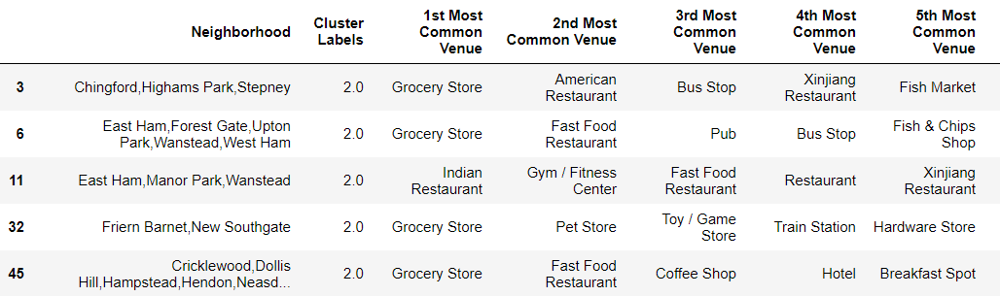 Neighborhood Cluster Labels 1st Most Common Venue 2nd Most Common Venue 3rd Most Common Venue 4th Most Common Venue 5th Most Common Venue
3 Chingford,Highams Park,Stepney 2.0 Grocery Store American Restaurant Bus Stop Xinjiang Restaurant Fish Market
6 East Ham,Forest Gate,Upton Park,Wanstead,West Ham 2.0 Grocery Store Fast Food Restaurant Pub Bus Stop Fish & Chips Shop
11 East Ham,Manor Park,Wanstead 2.0 Indian Restaurant Gym / Fitness Center Fast Food Restaurant Restaurant Xinjiang Restaurant
32 Friern Barnet,New Southgate 2.0 Grocery Store Pet Store Toy / Game Store Train Station Hardware Store
45 Cricklewood,Dollis Hill,Hampstead,Hendon,Neasd... 2.0 Grocery Store Fast Food Restaurant Coffee Shop Hotel Breakfast Spot